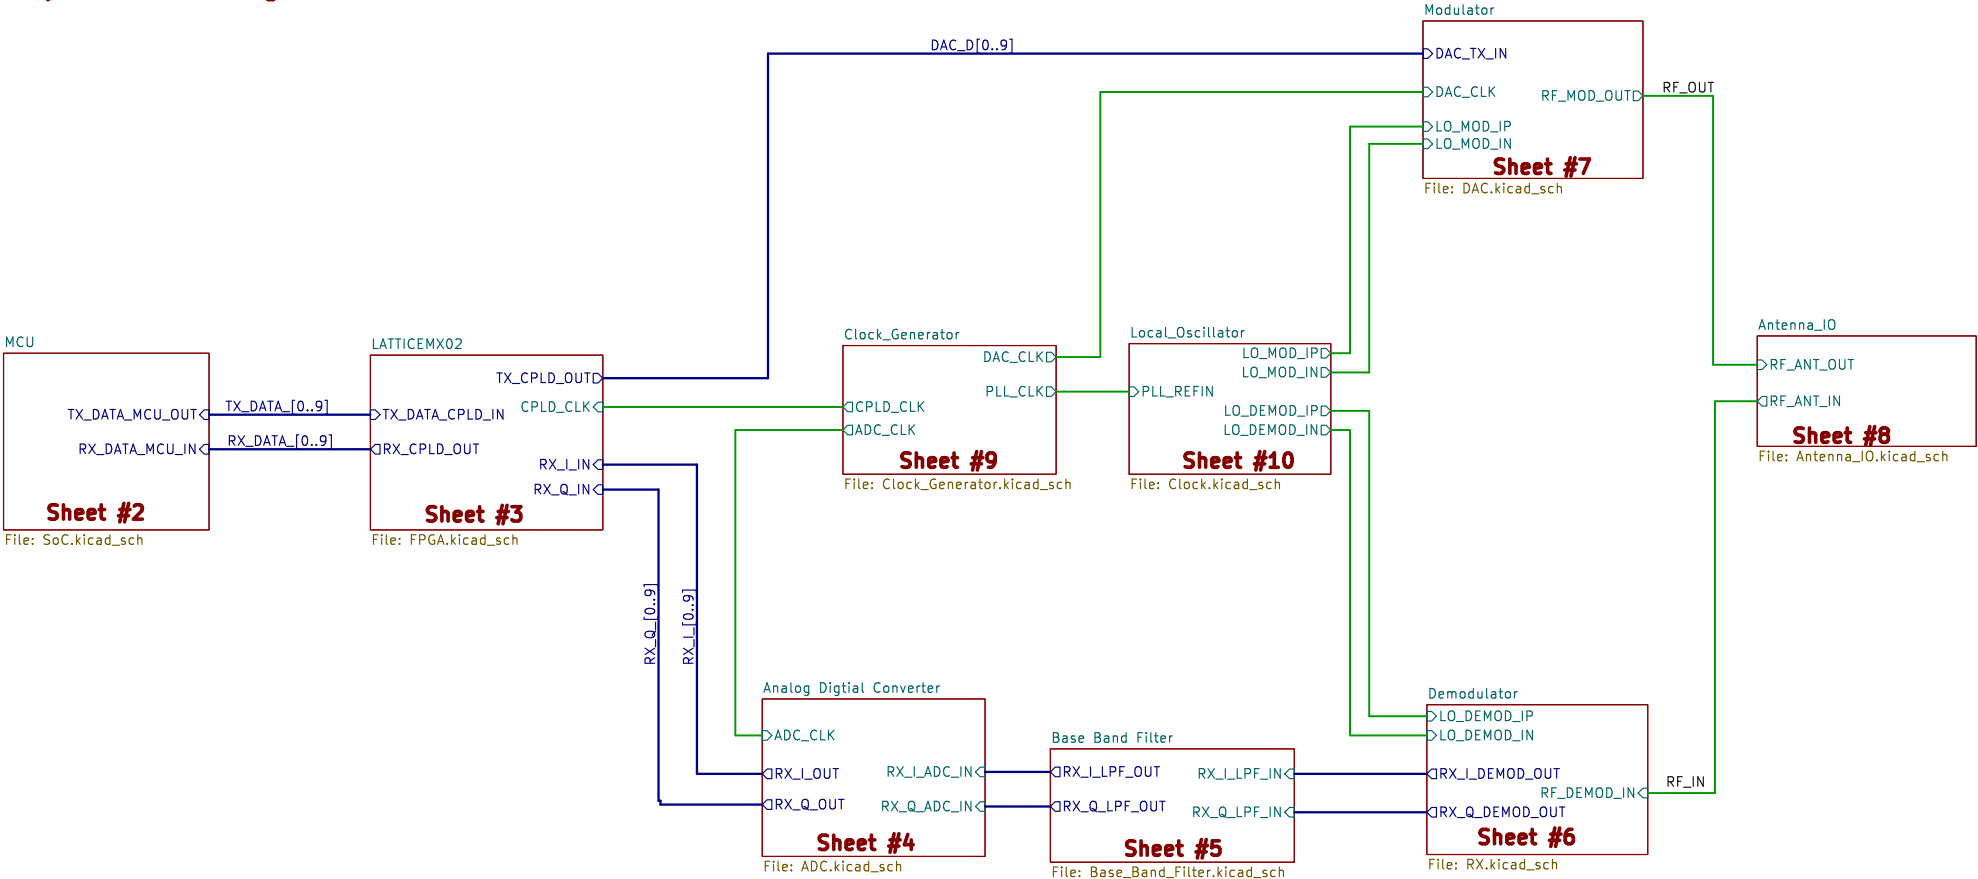 Modulator
DAC_D[0..9]
DAC_TX_IN
DAC_CLK
RF_MOD_OUT
RF_OUT
LO_MOD_IP
LO_MOD_IN
Sheet #7
File: DAC.kicad_sch
MCU
TX_DATA_MCU_OUT
RX_DATA_MCU_IN
Sheet #2
File: SoC.kicad_sch
TX_DATA_[0..9]
RX_DATA_[0..9]
LATTICEMX02
TX_CPLD_OUT
CPLD_CLK
TX_DATA_CPLD_IN
RX_CPLD_OUT
RX_I_IN
RX_Q_IN
Sheet #3
File: FPGA.kicad_sch
Clock_Generator
DAC_CLK
PLL_CLK
CPLD_CLK
ADC_CLK
Sheet #9
File: Clock_Generator.kicad_sch
Local_Oscillator
LO_MOD_IP
LO_MOD_IN
PLL_REFIN
LO_DEMOD_IP
LO_DEMOD_IN
Sheet #10
File: Clock.kicad_sch
Antenna_IO
RF_ANT_OUT
RF_ANT_IN
Sheet #8
File: Antenna_IO.kicad_sch
RX_Q_[0..9]
RX_I_[0..9]
Analog Digtial Converter
ADC_CLK
RX_I_OUT
RX_Q_OUT
RX_I_ADC_IN
RX_Q_ADC_IN
Sheet #4
File: ADC.kicad_sch
Base Band Filter
RX_I_LPF_OUT
RX_Q_LPF_OUT
RX_I_LPF_IN
RX_Q_LPF_IN
Sheet #5
File: Base_Band_Filter.kicad_sch
Demodulator
LO_DEMOD_IP
LO_DEMOD_IN
RX_I_DEMOD_OUT
RF_DEMOD_IN
RX_Q_DEMOD_OUT
RF_IN
Sheet #6
File: RX.kicad_sch